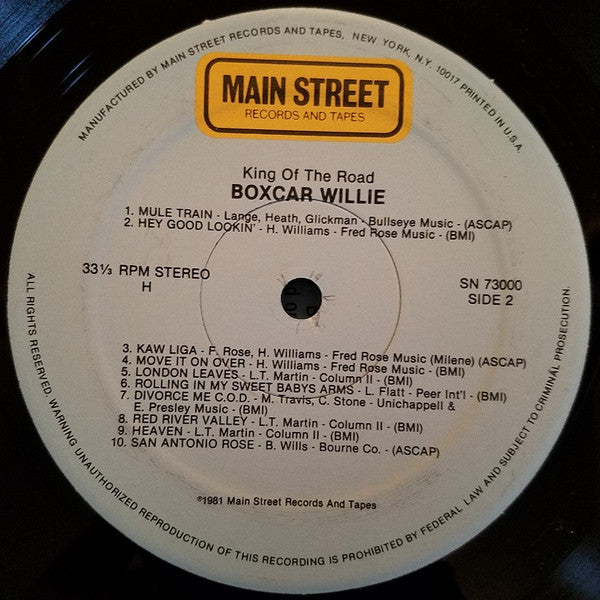 MANUFACTURED BY MAIN STREET RECORDS AND TAPES, NEW YORK, N.Y. 10017 PRINTED IN U.S.A.
MAIN STREET
RECORDS AND TAPES
King Of The Road
BOXCAR WILLIE
1. MULE TRAIN - Lange, Heath, Glickman - Bullseye Music - (ASCAP)
2. HEY GOOD LOOKIN' - H. Williams - Fred Rose Music - (BMI)
33⅓ RPM STEREO
H
SN 73000
SIDE 2
3. KAW LIGA - F. Rose, H. Williams - Fred Rose Music (Milene) - (ASCAP)
4. MOVE IT ON OVER - H. Williams - Fred Rose Music - (BMI)
5. LONDON LEAVES - L.T. Martin - Column II - (BMI)
6. ROLLING IN MY SWEET BABYS ARMS - L. Flatt - Peer Int'l - (BMI)
7. DIVORCE ME C.O.D. - M. Travis, C. Stone - Unichappell &
E. Presley Music - (BMI)
8. RED RIVER VALLEY - L.T. Martin - Column II - (BMI)
9. HEAVEN - L.T. Martin - Column II - (BMI)
10. SAN ANTONIO ROSE - B. Wills - Bourne Co. - (ASCAP)
℗1981 Main Street Records And Tapes
ALL RIGHTS RESERVED. WARNING UNAUTHORIZED REPRODUCTION OF THIS RECORDING IS PROHIBITED BY FEDERAL LAW AND SUBJECT TO CRIMINAL PROSECUTION.